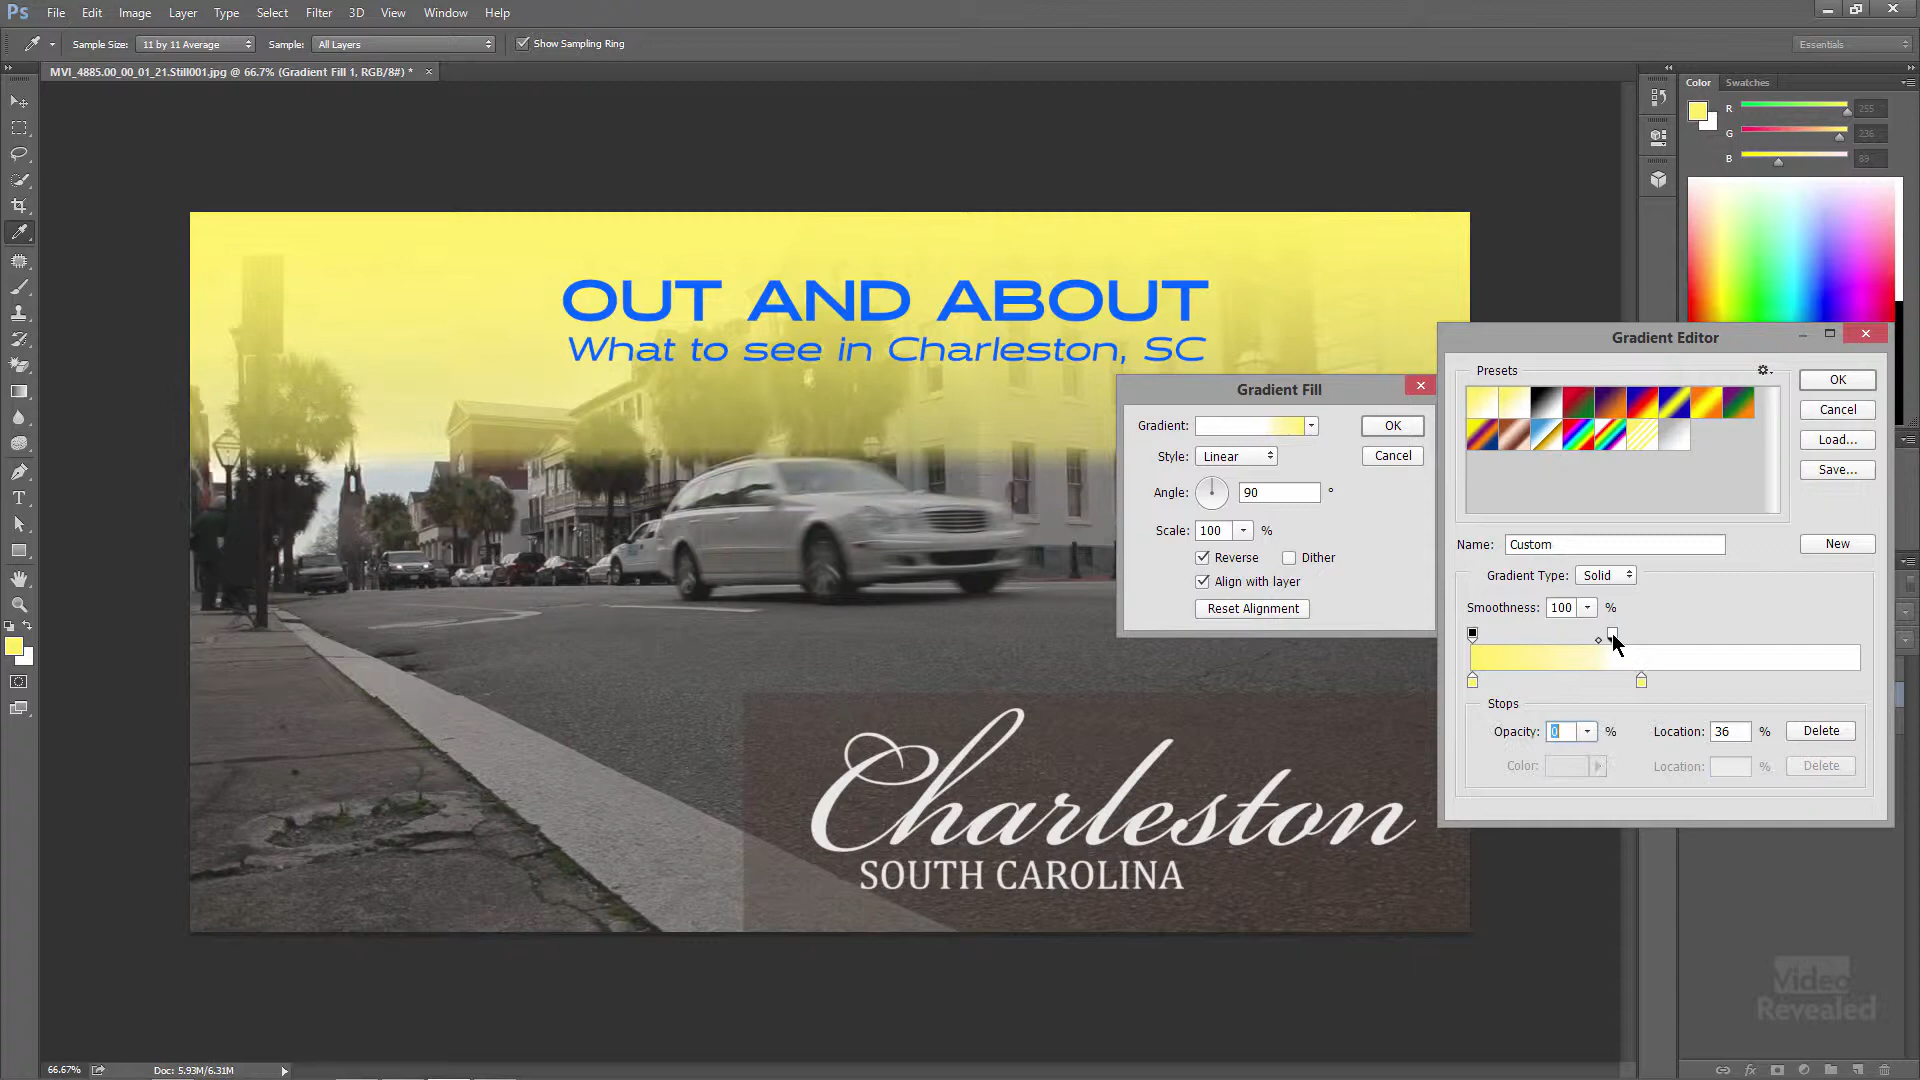 Ps File Edit Image Layer Type Select Filter 3D View Window Help
Sample Size: 11 by 11 Average Sample: All Layers Show Sampling Ring Essentials
MVI_4885.00_00_01_21.Still001.jpg @ 66.7% (Gradient Fill 1, RGB/8#) * ×
Color Swatches
R 255
G 236
B 89
OUT AND ABOUT
What to see in Charleston, SC
Gradient Fill
Gradient: OK
Style: Linear Cancel
Angle: 90 °
Scale: 100 %
Reverse Dither
Align with layer
Reset Alignment
Gradient Editor
Presets OK
Cancel
Load...
Save...
Name: Custom New
Gradient Type: Solid
Smoothness: 100 %
Stops
Opacity: 0 % Location: 36 % Delete
Color: Location: % Delete
Charleston
SOUTH CAROLINA
Video
Revealed
66.67% Doc: 5.93M/6.31M
fx